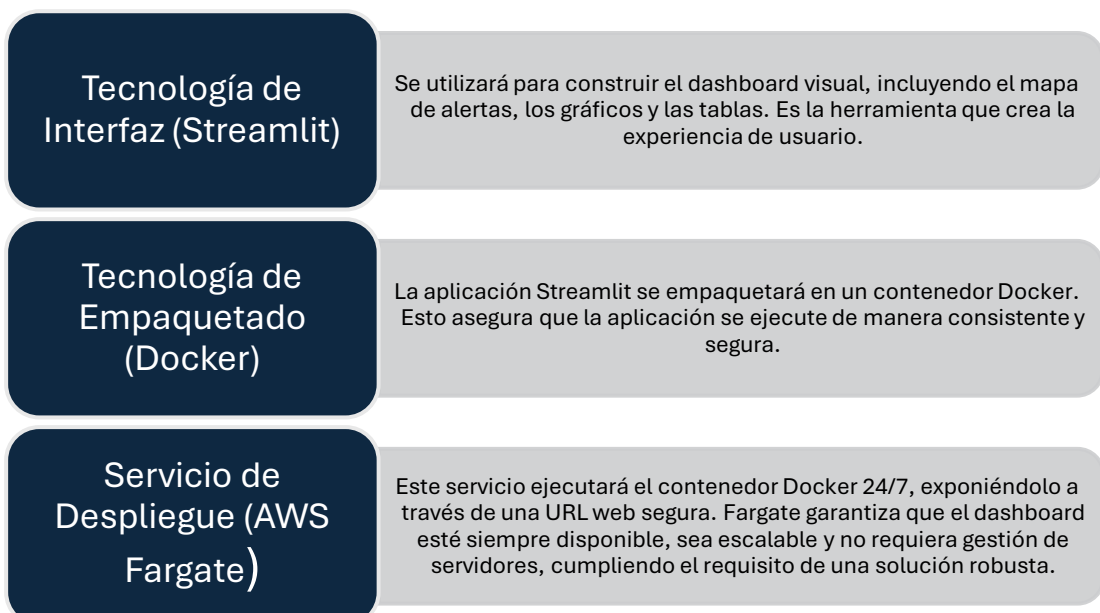 Tecnología de
Interfaz (Streamlit)
Se utilizará para construir el dashboard visual, incluyendo el mapa
de alertas, los gráficos y las tablas. Es la herramienta que crea la
experiencia de usuario.
Tecnología de
Empaquetado
(Docker)
La aplicación Streamlit se empaquetará en un contenedor Docker.
Esto asegura que la aplicación se ejecute de manera consistente y
segura.
Servicio de
Despliegue (AWS
Fargate)
Este servicio ejecutará el contenedor Docker 24/7, exponiéndolo a
través de una URL web segura. Fargate garantiza que el dashboard
esté siempre disponible, sea escalable y no requiera gestión de
servidores, cumpliendo el requisito de una solución robusta.